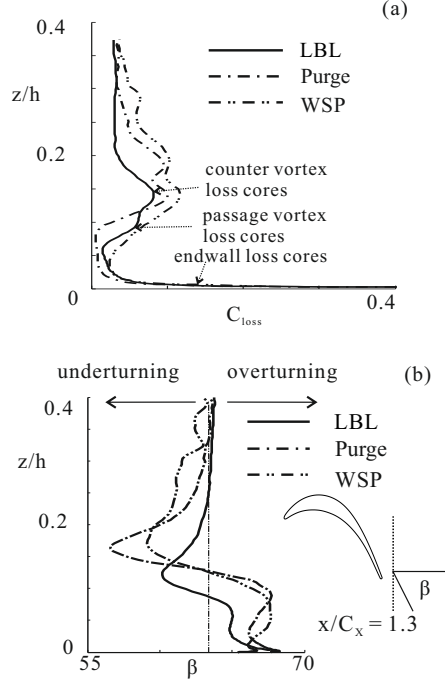 (a)
LBL
Purge
WSP
z/h
0.4
0.2
counter vortex
loss cores
passage vortex
loss cores
endwall loss cores
0
0.4
C_loss
(b)
underturning
overturning
0.4
LBL
Purge
WSP
z/h
0.2
β
x/C_X = 1.3
0
55
β
70